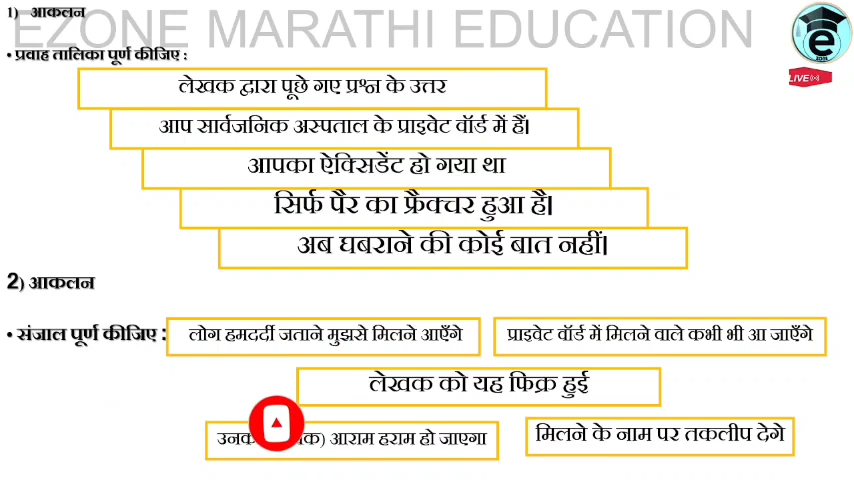 1) आकलन
EZONE MARATHI EDUCATION
e
EZONE
LIVE
• प्रवाह तालिका पूर्ण कीजिए :
लेखक द्वारा पूछे गए प्रश्न के उत्तर
आप सार्वजनिक अस्पताल के प्राइवेट वॉर्ड में हैं।
आपका ऐक्सिडेंट हो गया था
सिर्फ पैर का फ्रैक्चर हुआ है।
अब घबराने की कोई बात नहीं।
2) आकलन
• संजाल पूर्ण कीजिए : लोग हमदर्दी जताने मुझसे मिलने आएँगे प्राइवेट वॉर्ड में मिलने वाले कभी भी आ जाएँगे
लेखक को यह फिक्र हुई
आराम हराम हो जाएगा मिलने के नाम पर तकलीप देगे